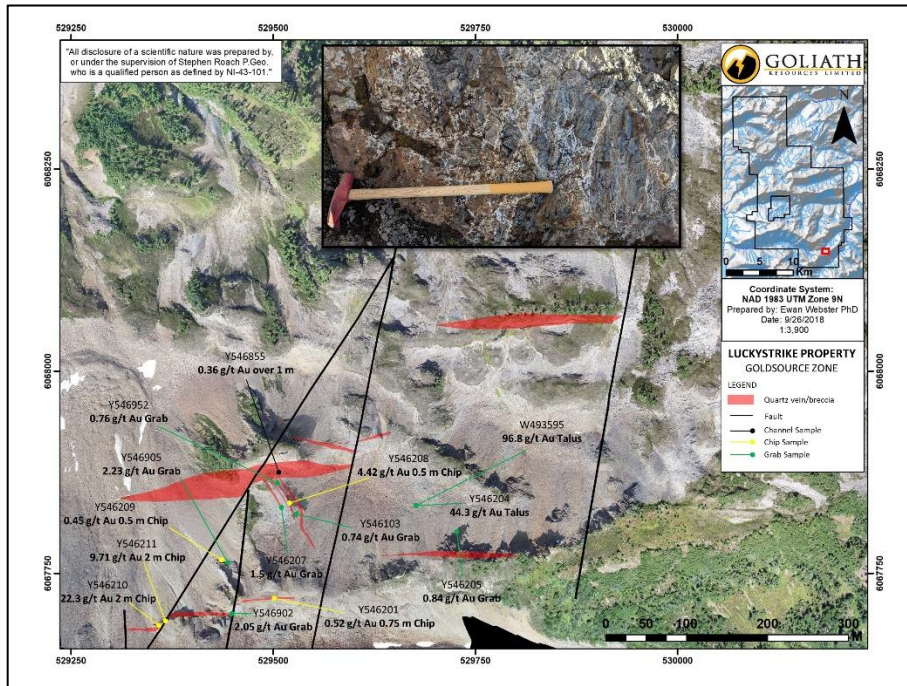 529250
529500
529750
530000
"All disclosure of a scientific nature was prepared by,
or under the supervision of Stephen Roach P.Geo.
who is a qualified person as defined by NI-43-101."
GOLIATH
RESOURCES LIMITED
N
0 5 10
Km
Coordinate System:
NAD 1983 UTM Zone 9N
Prepared by: Ewan Webster PhD
Date: 9/26/2018
1:3,900
LUCKYSTRIKE PROPERTY
GOLDSOURCE ZONE
LEGEND
Quartz vein/breccia
Fault
Channel Sample
Chip Sample
Grab Sample
6068250
6068250
6068000
6068000
6067750
6067750
Y546855
0.36 g/t Au over 1 m
Y546952
0.76 g/t Au Grab
Y546905
2.23 g/t Au Grab
Y546209
0.45 g/t Au 0.5 m Chip
Y546211
9.71 g/t Au 2 m Chip
Y546210
22.3 g/t Au 2 m Chip
W493595
96.8 g/t Au Talus
Y546208
4.42 g/t Au 0.5 m Chip
Y546204
44.3 g/t Au Talus
Y546103
0.74 g/t Au Grab
Y546207
1.5 g/t Au Grab
Y546205
0.84 g/t Au Grab
Y546902
2.05 g/t Au Grab
Y546201
0.52 g/t Au 0.75 m Chip
0 50 100 200 300
M
529250
529500
529750
530000